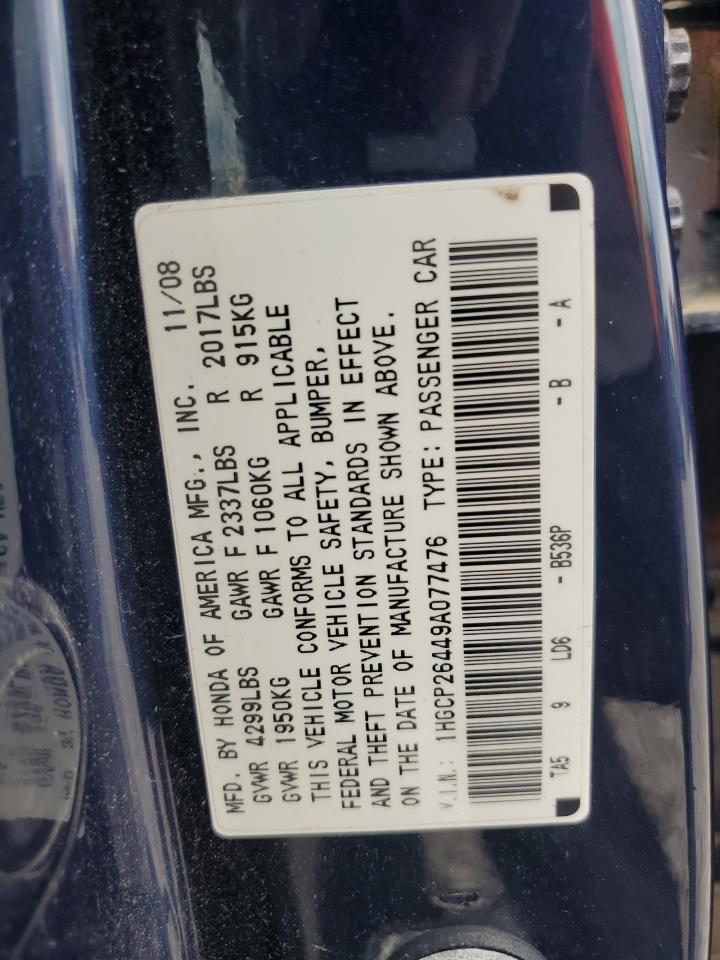 MFD. BY HONDA OF AMERICA MFG., INC. 11/08
GVWR 4299LBS GAWR F 2337LBS R 2017LBS
GVWR 1950KG GAWR F 1060KG R 915KG
THIS VEHICLE CONFORMS TO ALL APPLICABLE
FEDERAL MOTOR VEHICLE SAFETY, BUMPER,
AND THEFT PREVENTION STANDARDS IN EFFECT
ON THE DATE OF MANUFACTURE SHOWN ABOVE.
V.I.N.: 1HGCP26449A077476 TYPE: PASSENGER CAR
TA5 9 LD6 - B536P - B - A